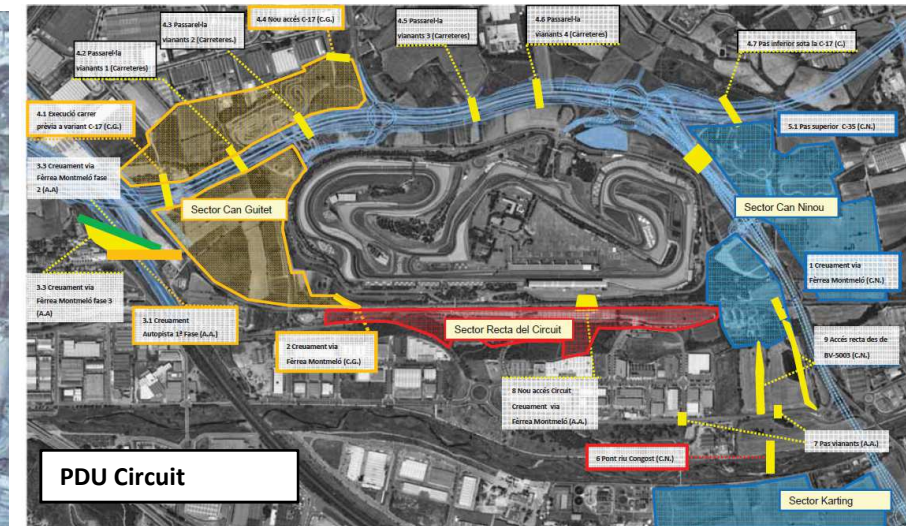 4.4 Nou accés C-17 (C.G.)
4.3 Passarel·la
vianants 2 (Carreteres.)
4.2 Passarel·la
vianants 1 (Carreteres)
4.1 Execució carrer
prèvia a variant C-17 (C.G.)
3.3 Creuament via
Fèrrea Montmeló fase
2 (A.A)
3.3 Creuament via
Fèrrea Montmeló fase 3
(A.A)
3.1 Creuament
Autopista 1ª Fase (A.A.)
2 Creuament via
Fèrrea Montmeló (C.G.)
4.5 Passarel·la
vianants 3 (Carreteres)
4.6 Passarel·la
vianants 4 (Carreteres)
4.7 Pas inferior sota la C-17 (C.)
5.1 Pas superior C-35 (C.N.)
Sector Can Guitet
Sector Can Ninou
1 Creuament via
Fèrrea Montmeló (C.N.)
Sector Recta del Circuit
9 Accés recta des de
BV-5003 (C.N.)
8 Nou accés Circuit
Creuament via
Fèrrea Montmeló (A.A.)
7 Pas vianants (A.A.)
6 Pont riu Congost (C.N.)
Sector Karting
PDU Circuit